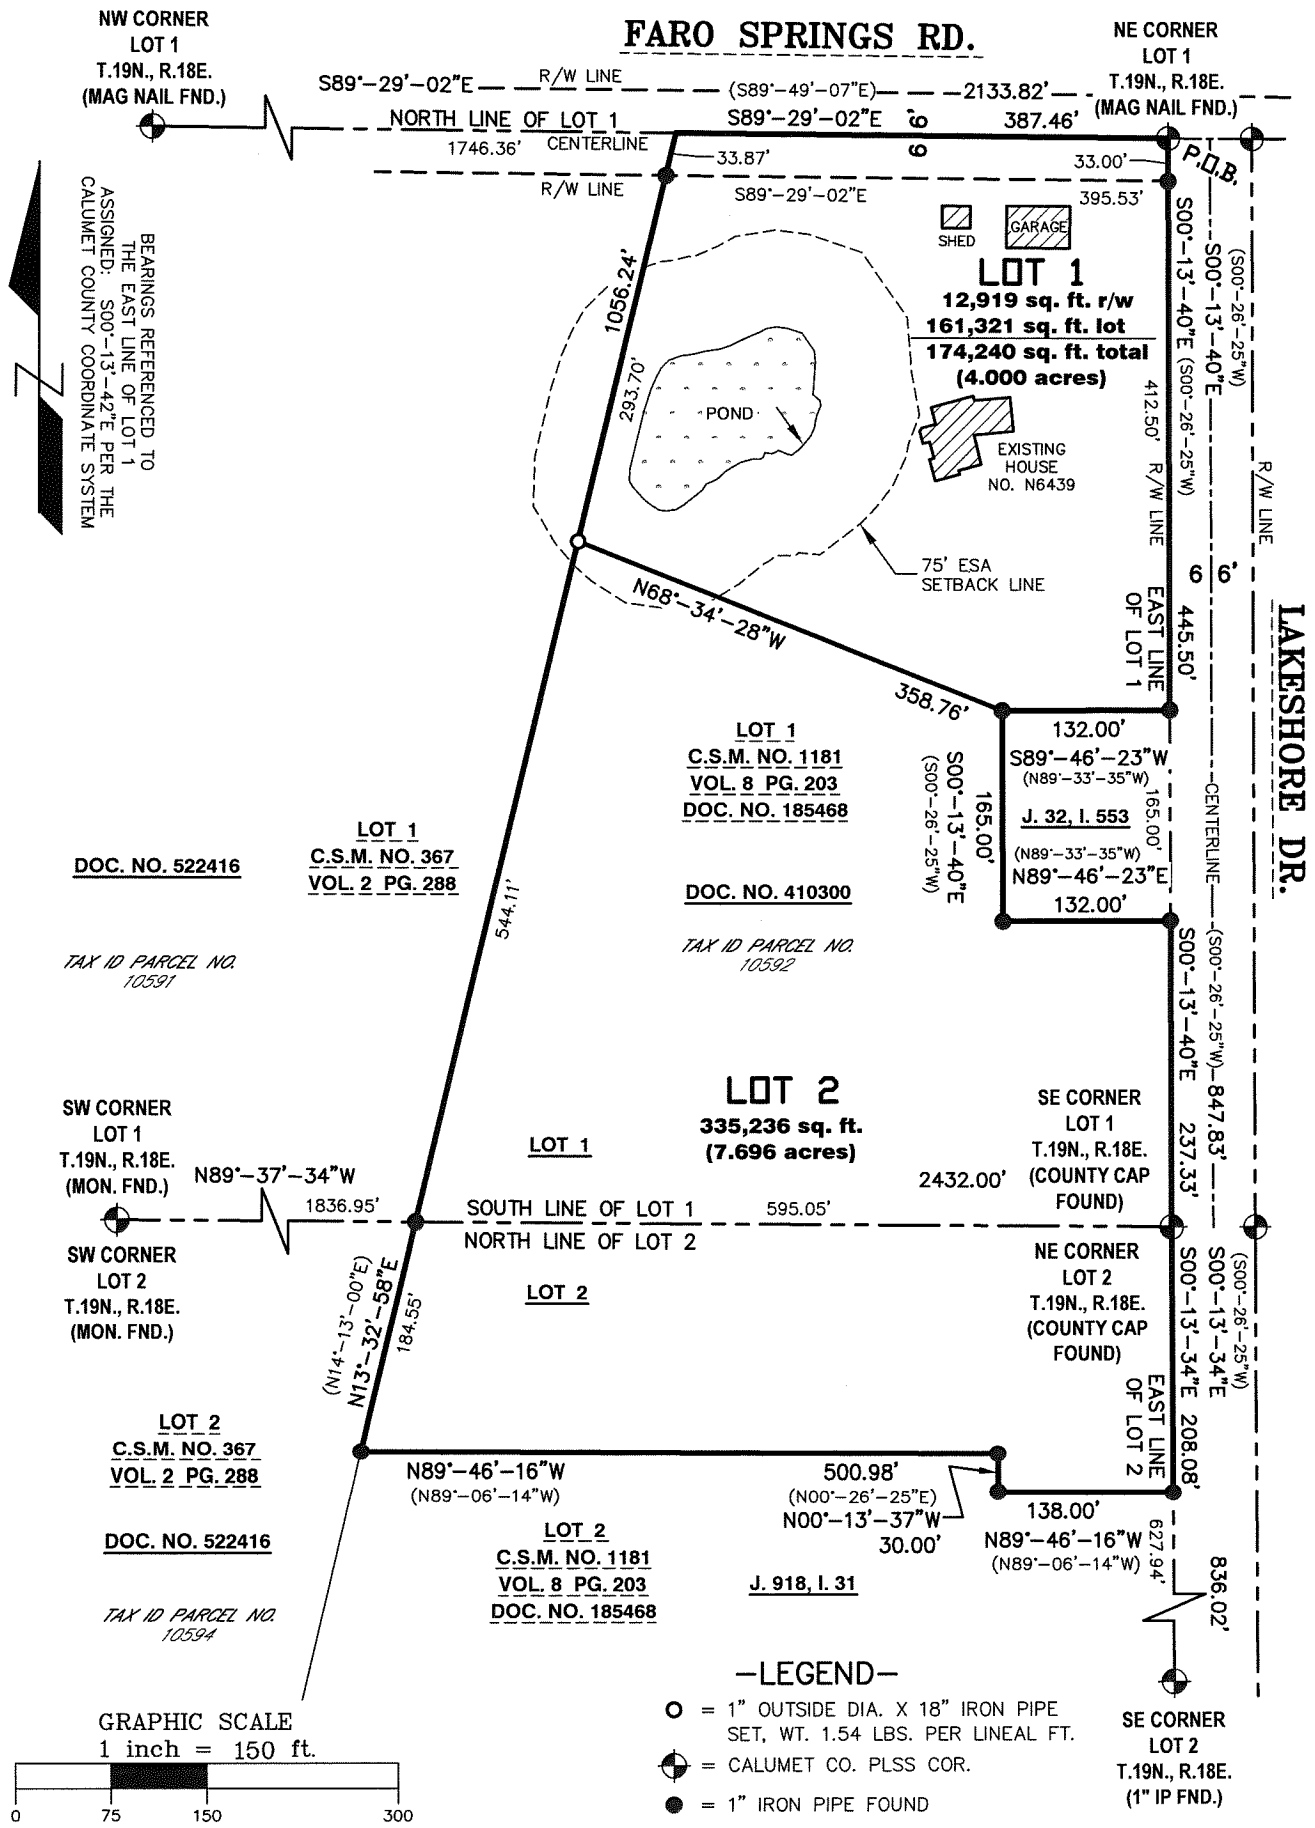 NW CORNER
LOT 1
T.19N., R.18E.
(MAG NAIL FND.)
FARO SPRINGS RD.
NE CORNER
LOT 1
T.19N., R.18E.
(MAG NAIL FND.)
S89°-29'-02"E
R/W LINE
(S89°-49'-07"E)
2133.82'
NORTH LINE OF LOT 1
S89°-29'-02"E
66'
387.46'
1746.36'
CENTERLINE
33.87'
33.00'
P.O.B.
R/W LINE
S89°-29'-02"E
395.53'
BEARINGS REFERENCED TO
THE EAST LINE OF LOT 1
ASSIGNED: S00°-13'-42"E PER THE
CALUMET COUNTY COORDINATE SYSTEM
SHED
GARAGE
LOT 1
12,919 sq. ft. r/w
161,321 sq. ft. lot
174,240 sq. ft. total
(4.000 acres)
1056.24'
293.70'
POND
EXISTING
HOUSE
NO. N6439
75' ESA
SETBACK LINE
S00°-13'-40"E (S00°-26'-25"W)
412.50' R/W LINE
S00°-13'-40"E
(S00°-26'-25"W)
R/W LINE
66'
EAST LINE
OF LOT 1
445.50'
LAKESHORE DR.
N68°-34'-28"W
358.76'
132.00'
S89°-46'-23"W
(N89°-33'-35"W)
J. 32, I. 553
(N89°-33'-35"W)
N89°-46'-23"E
132.00'
165.00'
165.00'
S00°-13'-40"E
(S00°-26'-25"W)
CENTERLINE
(S00°-26'-25"W)
847.83'
LOT 1
C.S.M. NO. 1181
VOL. 8 PG. 203
DOC. NO. 185468
LOT 1
C.S.M. NO. 367
VOL. 2 PG. 288
DOC. NO. 522416
DOC. NO. 410300
544.11'
TAX ID PARCEL NO.
10591
TAX ID PARCEL NO.
10592
S00°-13'-40"E 237.33'
LOT 2
335,236 sq. ft.
(7.696 acres)
SE CORNER
LOT 1
T.19N., R.18E.
(COUNTY CAP
FOUND)
SW CORNER
LOT 1
T.19N., R.18E.
(MON. FND.)
N89°-37'-34"W
LOT 1
2432.00'
1836.95'
SOUTH LINE OF LOT 1
595.05'
NORTH LINE OF LOT 2
SW CORNER
LOT 2
T.19N., R.18E.
(MON. FND.)
NE CORNER
LOT 2
T.19N., R.18E.
(COUNTY CAP
FOUND)
LOT 2
(N14°-13'-00"E)
N13°-32'-58"E
184.55'
S00°-13'-34"E 208.08'
S00°-13'-34"E
(S00°-26'-25"W)
EAST LINE
OF LOT 2
LOT 2
C.S.M. NO. 367
VOL. 2 PG. 288
N89°-46'-16"W
(N89°-06'-14"W)
500.98'
(N00°-26'-25"E)
N00°-13'-37"W
30.00'
138.00'
N89°-46'-16"W
(N89°-06'-14"W)
627.94'
836.02'
DOC. NO. 522416
LOT 2
C.S.M. NO. 1181
VOL. 8 PG. 203
DOC. NO. 185468
J. 918, I. 31
TAX ID PARCEL NO.
10594
GRAPHIC SCALE
1 inch = 150 ft.
0 75 150 300
—LEGEND—
= 1" OUTSIDE DIA. X 18" IRON PIPE
SET, WT. 1.54 LBS. PER LINEAL FT.
= CALUMET CO. PLSS COR.
= 1" IRON PIPE FOUND
SE CORNER
LOT 2
T.19N., R.18E.
(1" IP FND.)